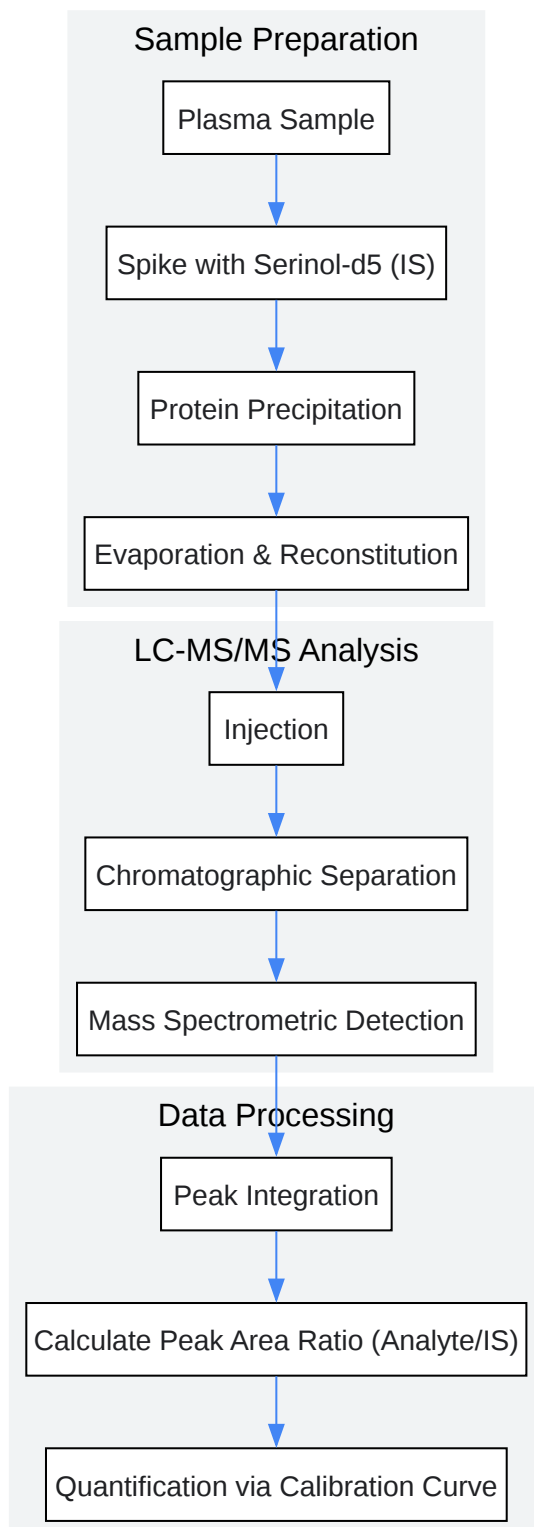 Sample Preparation
Plasma Sample
Spike with Serinol-d5 (IS)
Protein Precipitation
Evaporation & Reconstitution
LC-MS/MS Analysis
Injection
Chromatographic Separation
Mass Spectrometric Detection
Data Processing
Peak Integration
Calculate Peak Area Ratio (Analyte/IS)
Quantification via Calibration Curve